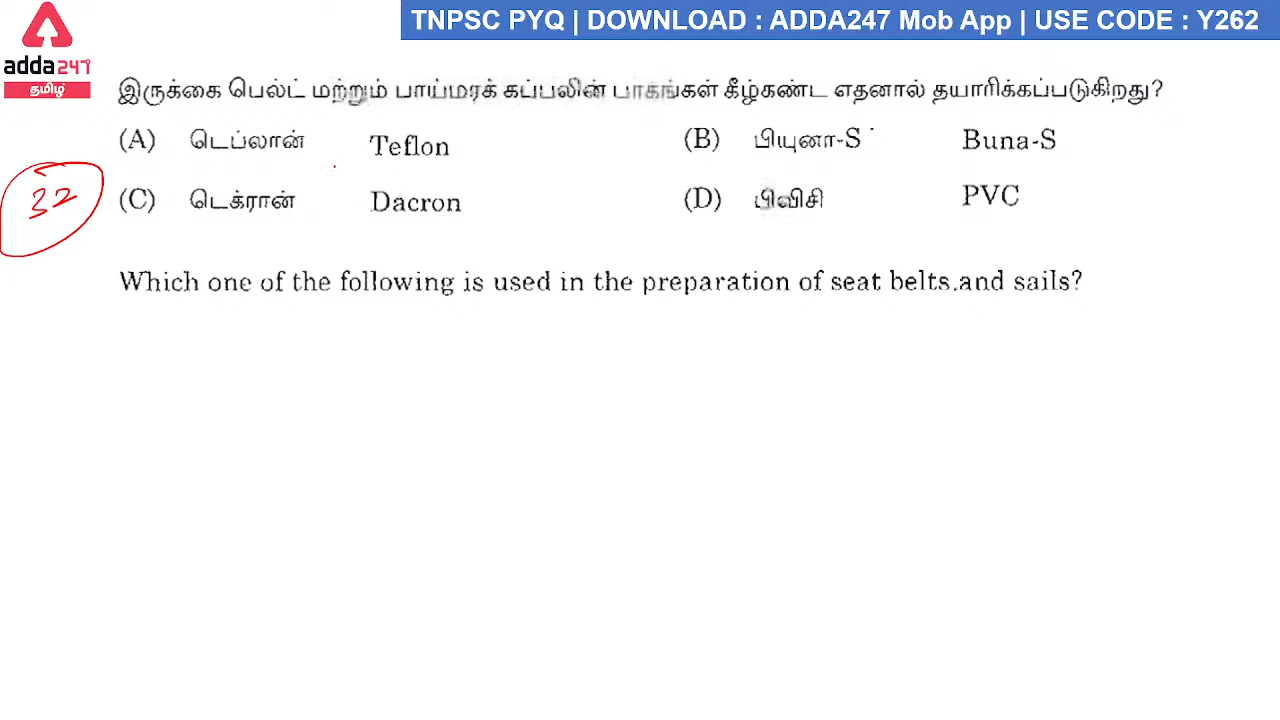 TNPSC PYQ | DOWNLOAD : ADDA247 Mob App | USE CODE : Y262
adda247
தமிழ்
இருக்கை பெல்ட் மற்றும் பாய்மரக் கப்பலின் பாகங்கள் கீழ்கண்ட எதனால் தயாரிக்கப்படுகிறது?
(A) டெப்லான் Teflon (B) பியுனா-S Buna-S
32
(C) டெக்ரான் Dacron (D) பிவிசி PVC
Which one of the following is used in the preparation of seat belts.and sails?